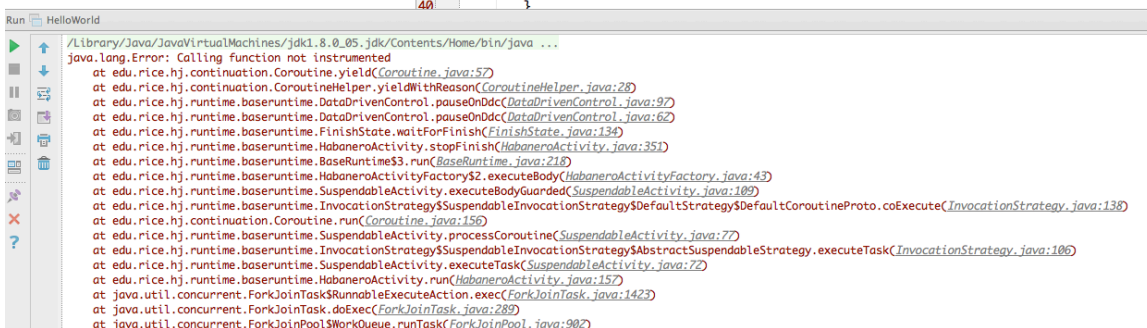 40 }
Run HelloWorld
/Library/Java/JavaVirtualMachines/jdk1.8.0_05.jdk/Contents/Home/bin/java ...
java.lang.Error: Calling function not instrumented
at edu.rice.hj.continuation.Coroutine.yield(Coroutine.java:57)
at edu.rice.hj.continuation.CoroutineHelper.yieldWithReason(CoroutineHelper.java:28)
at edu.rice.hj.runtime.baseruntime.DataDrivenControl.pauseOnDdc(DataDrivenControl.java:97)
at edu.rice.hj.runtime.baseruntime.DataDrivenControl.pauseOnDdc(DataDrivenControl.java:62)
at edu.rice.hj.runtime.baseruntime.FinishState.waitForFinish(FinishState.java:134)
at edu.rice.hj.runtime.baseruntime.HabaneroActivity.stopFinish(HabaneroActivity.java:351)
at edu.rice.hj.runtime.baseruntime.BaseRuntime$3.run(BaseRuntime.java:218)
at edu.rice.hj.runtime.baseruntime.HabaneroActivityFactory$2.executeBody(HabaneroActivityFactory.java:43)
at edu.rice.hj.runtime.baseruntime.SuspendableActivity.executeBodyGuarded(SuspendableActivity.java:109)
at edu.rice.hj.runtime.baseruntime.InvocationStrategy$SuspendableInvocationStrategy$DefaultStrategy$DefaultCoroutineProto.coExecute(InvocationStrategy.java:138)
at edu.rice.hj.continuation.Coroutine.run(Coroutine.java:156)
at edu.rice.hj.runtime.baseruntime.SuspendableActivity.processCoroutine(SuspendableActivity.java:77)
at edu.rice.hj.runtime.baseruntime.InvocationStrategy$SuspendableInvocationStrategy$AbstractSuspendableStrategy.executeTask(InvocationStrategy.java:106)
at edu.rice.hj.runtime.baseruntime.SuspendableActivity.executeTask(SuspendableActivity.java:72)
at edu.rice.hj.runtime.baseruntime.HabaneroActivity.run(HabaneroActivity.java:157)
at java.util.concurrent.ForkJoinTask$RunnableExecuteAction.exec(ForkJoinTask.java:1423)
at java.util.concurrent.ForkJoinTask.doExec(ForkJoinTask.java:289)
at java.util.concurrent.ForkJoinPool$WorkQueue.runTask(ForkJoinPool.java:902)